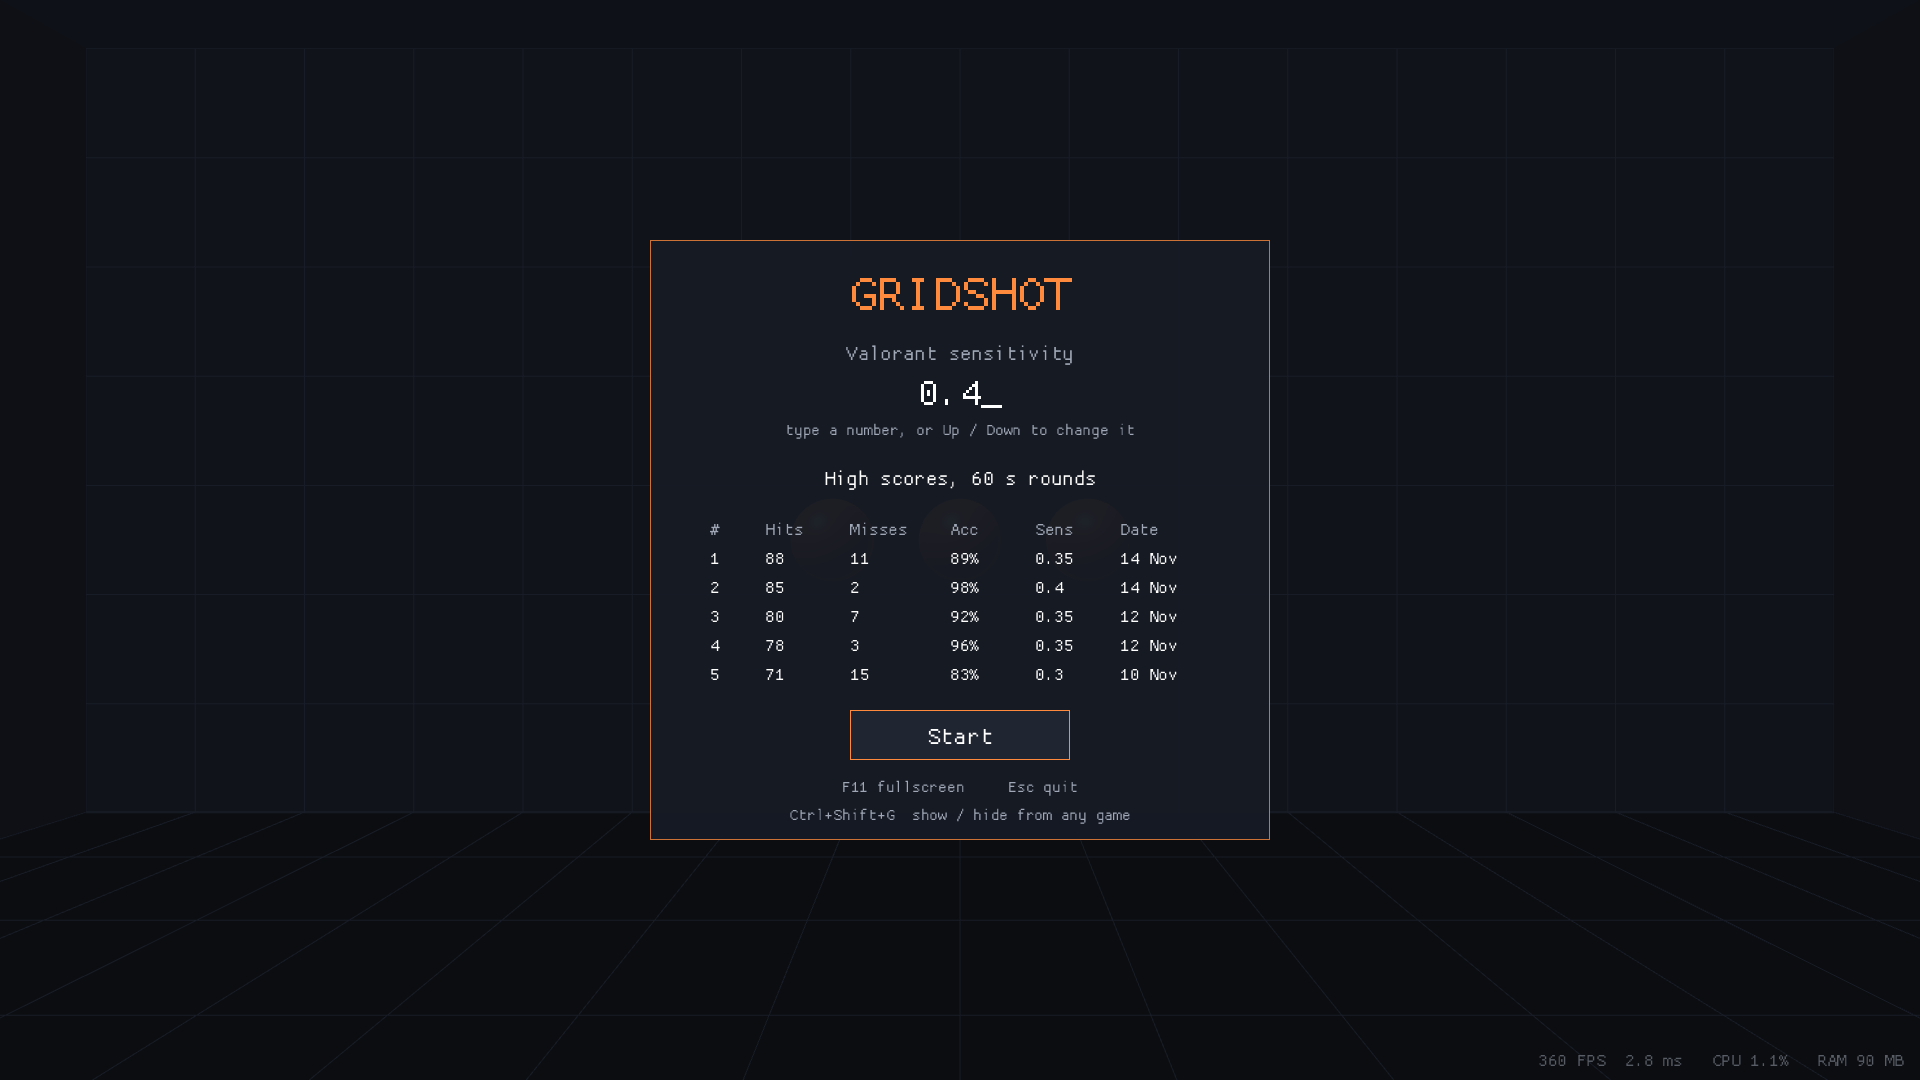 GRIDSHOT
Valorant sensitivity
0.4_
type a number, or Up / Down to change it
High scores, 60 s rounds
# Hits Misses Acc Sens Date
1 88 11 89% 0.35 14 Nov
2 85 2 98% 0.4 14 Nov
3 80 7 92% 0.35 12 Nov
4 78 3 96% 0.35 12 Nov
5 71 15 83% 0.3 10 Nov
Start
F11 fullscreen Esc quit
Ctrl+Shift+G show / hide from any game
360 FPS 2.8 ms CPU 1.1% RAM 90 MB